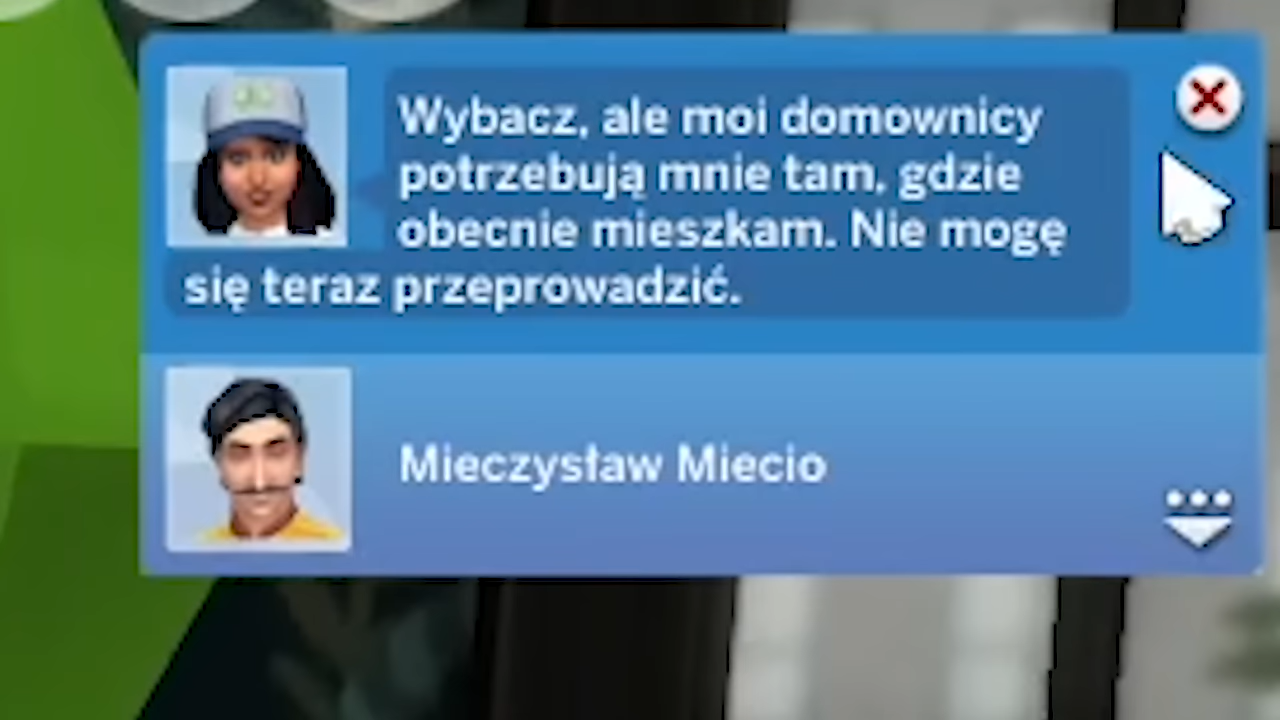 Wybacz, ale moi domownicy
potrzebują mnie tam, gdzie
obecnie mieszkam. Nie mogę
się teraz przeprowadzić.
Mieczysław Miecio